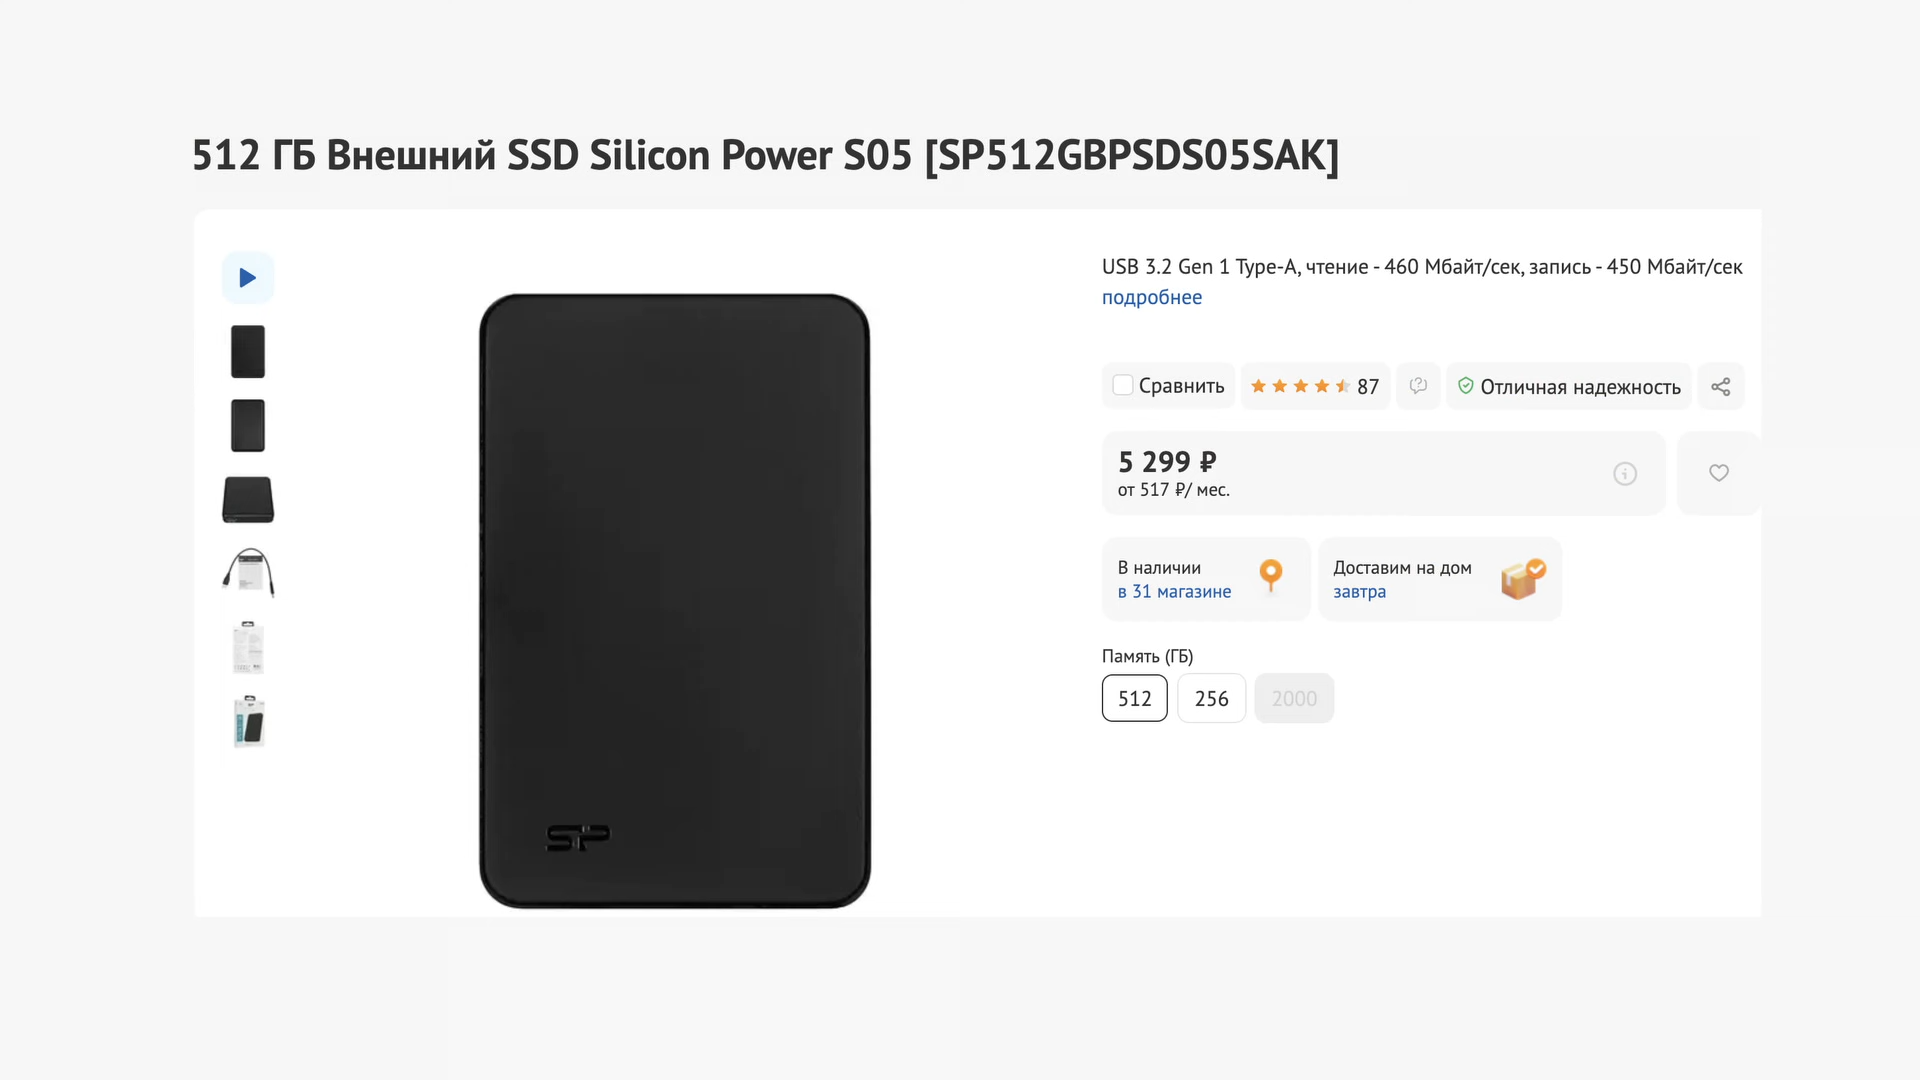 512 ГБ Внешний SSD Silicon Power S05 [SP512GBPSDS05SAK]
USB 3.2 Gen 1 Type-A, чтение - 460 Мбайт/сек, запись - 450 Мбайт/сек
подробнее
Сравнить
87
Отличная надежность
5 299 ₽
от 517 ₽/ мес.
В наличии
в 31 магазине
Доставим на дом
завтра
Память (ГБ)
512
256
2000
SP